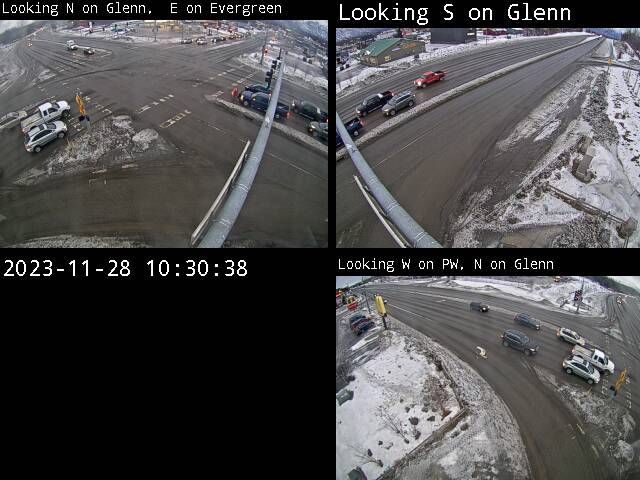 Looking N on Glenn, E on Evergreen
Looking S on Glenn
2023-11-28 10:30:38
Looking W on PW, N on Glenn